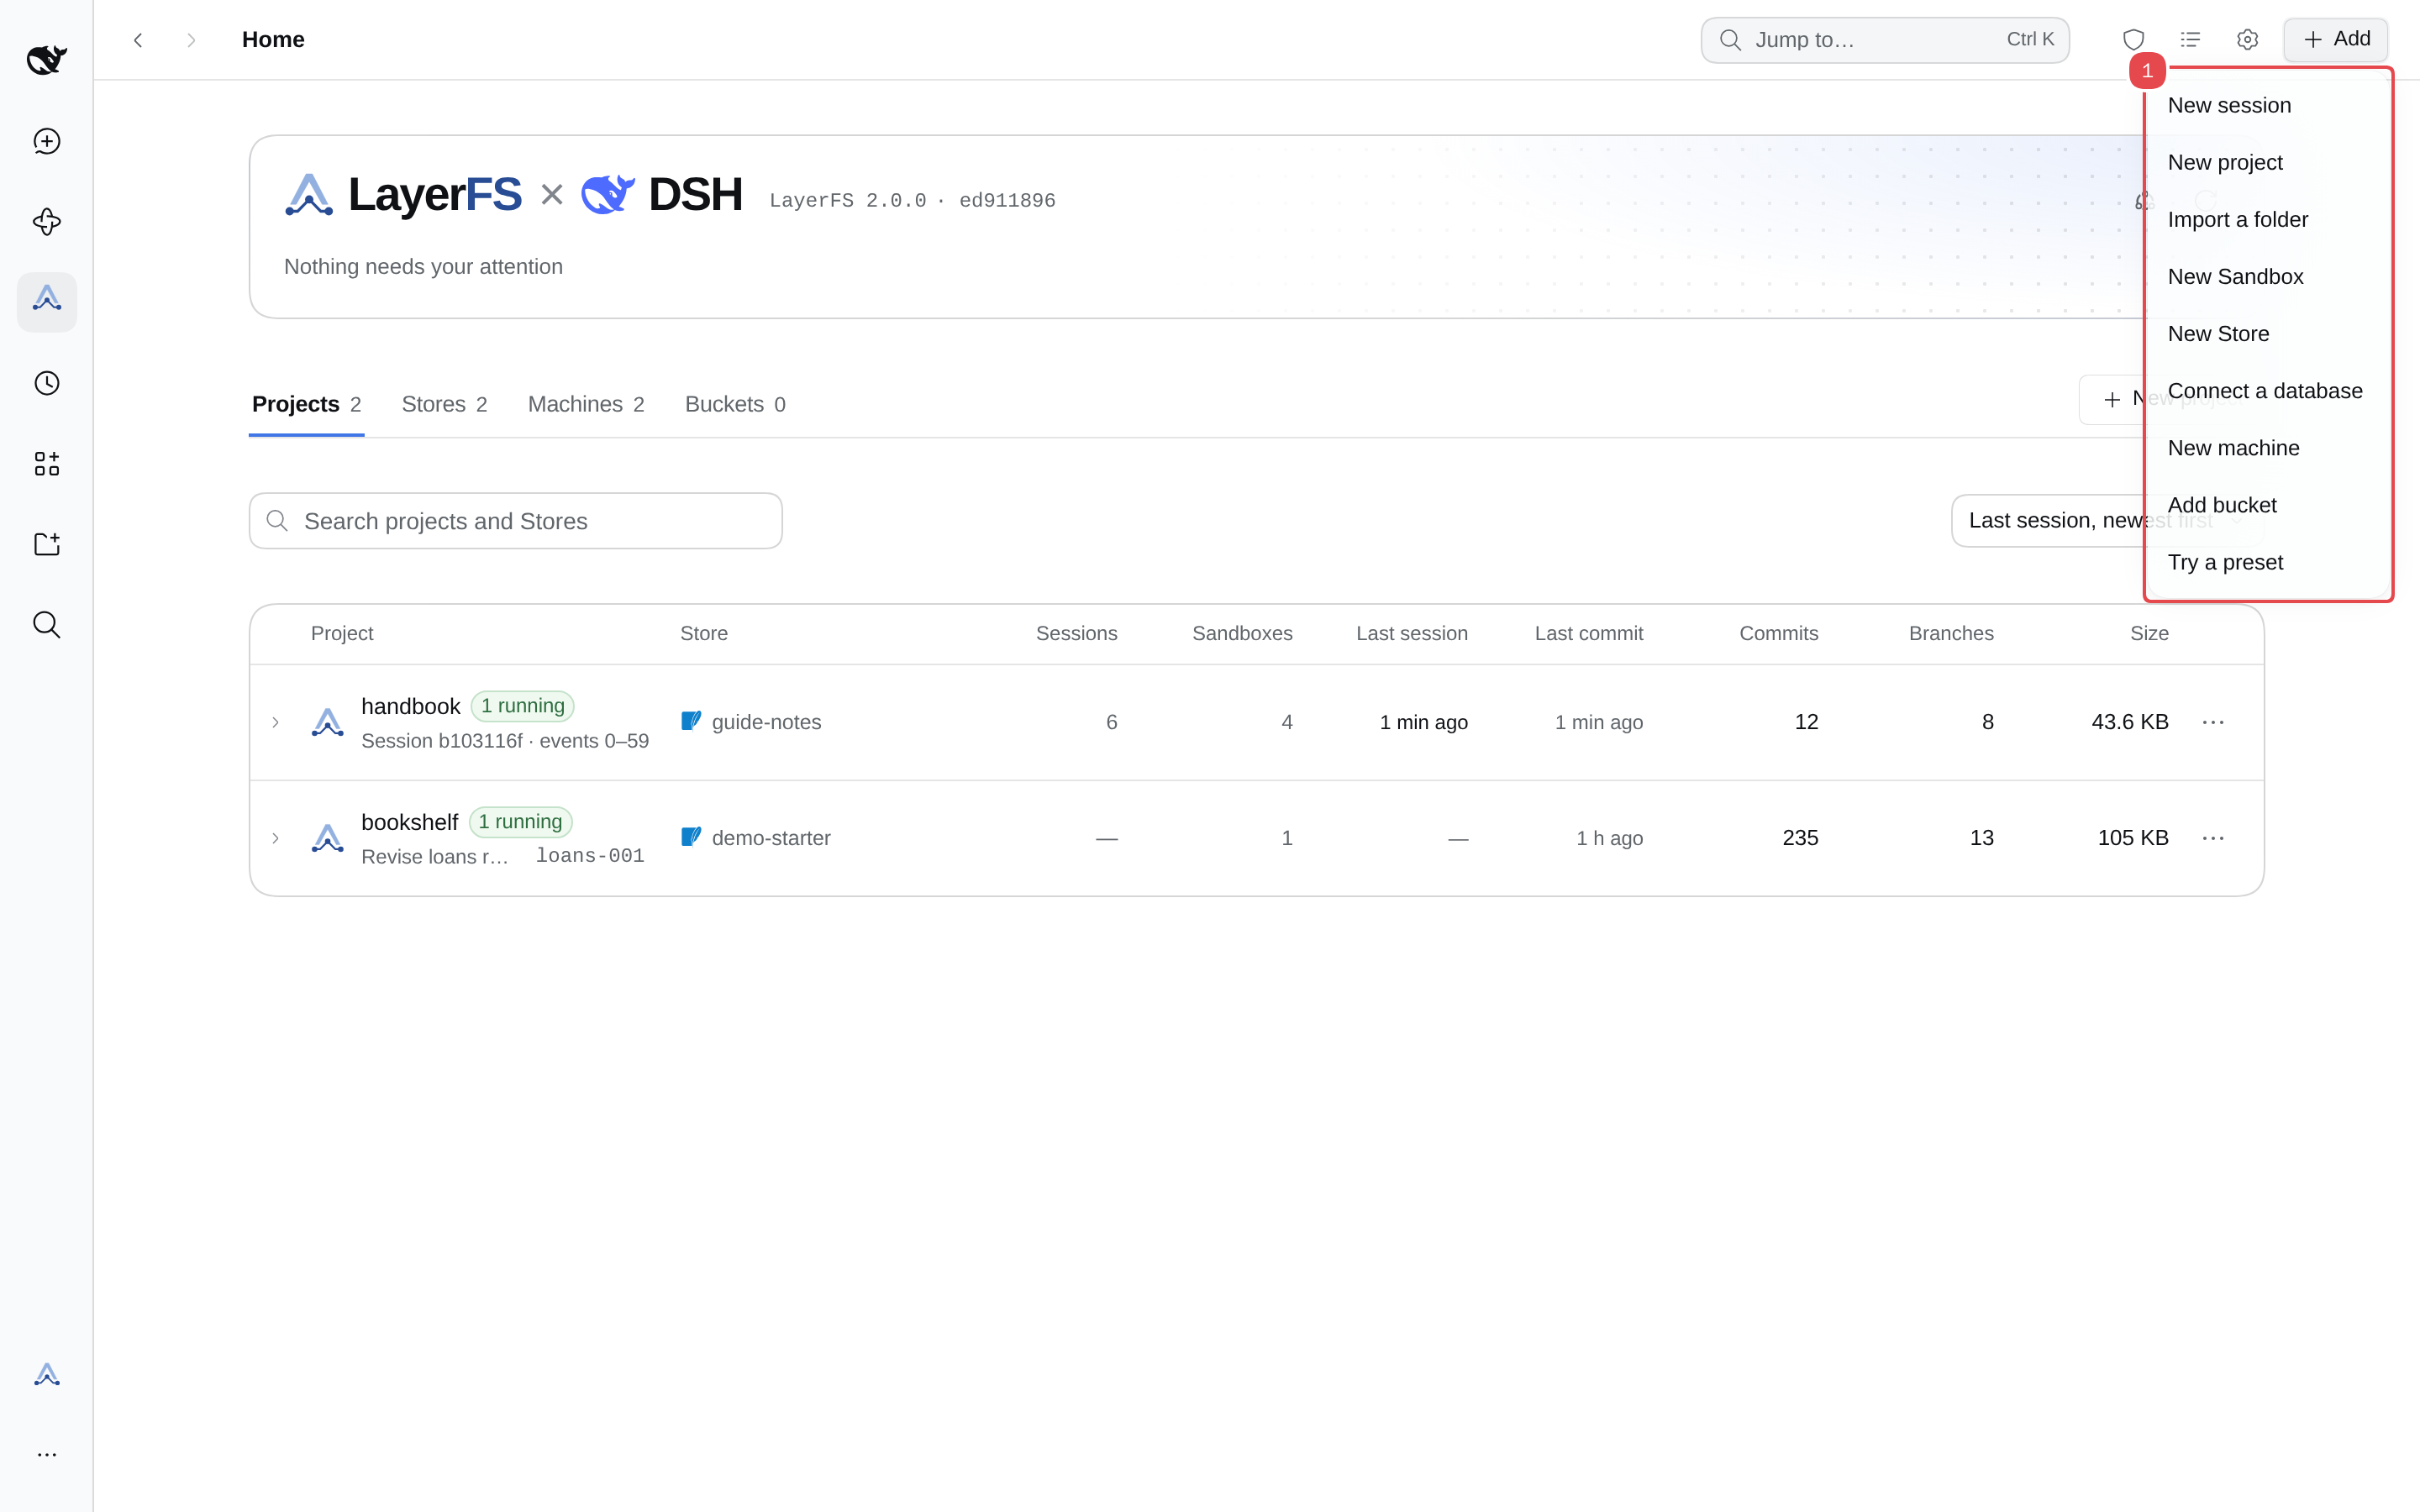 Home
Jump to…
Ctrl K
Add
1
New session
New project
Import a folder
New Sandbox
New Store
Connect a database
New machine
Add bucket
Try a preset
LayerFS × DSH LayerFS 2.0.0 · ed911896
Nothing needs your attention
Projects 2 Stores 2 Machines 2 Buckets 0
New project
Search projects and Stores
Last session, newest first
Project Store Sessions Sandboxes Last session Last commit Commits Branches Size
handbook 1 running
Session b103116f · events 0–59
guide-notes 6 4 1 min ago 1 min ago 12 8 43.6 KB
bookshelf 1 running
Revise loans r… loans-001
demo-starter — 1 — 1 h ago 235 13 105 KB